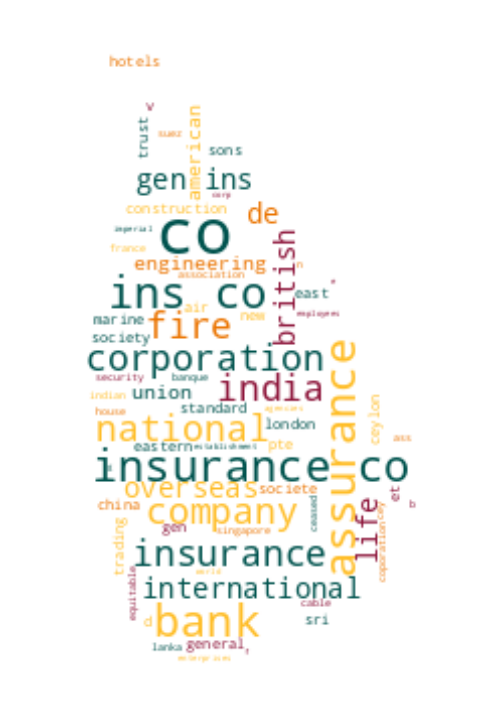 hotels
v
trust
suez
american
sons
gen ins
corp
construction
de
imperial
co
british
france
engineering
n
association
ins co
east
air
new
employees
marine
fire
society
corporation
security
banque
india
indian
union
standard
agencies
assurance
ceylon
house
national
london
eastern
establishment
pte
ass
insurance co
overseas
societe
et
china
company
ceased
life
cey
b
gen
singapore
trading
insurance
coporation
world
equitable
international
cable
d
bank
sri
lanka
general
enterprises